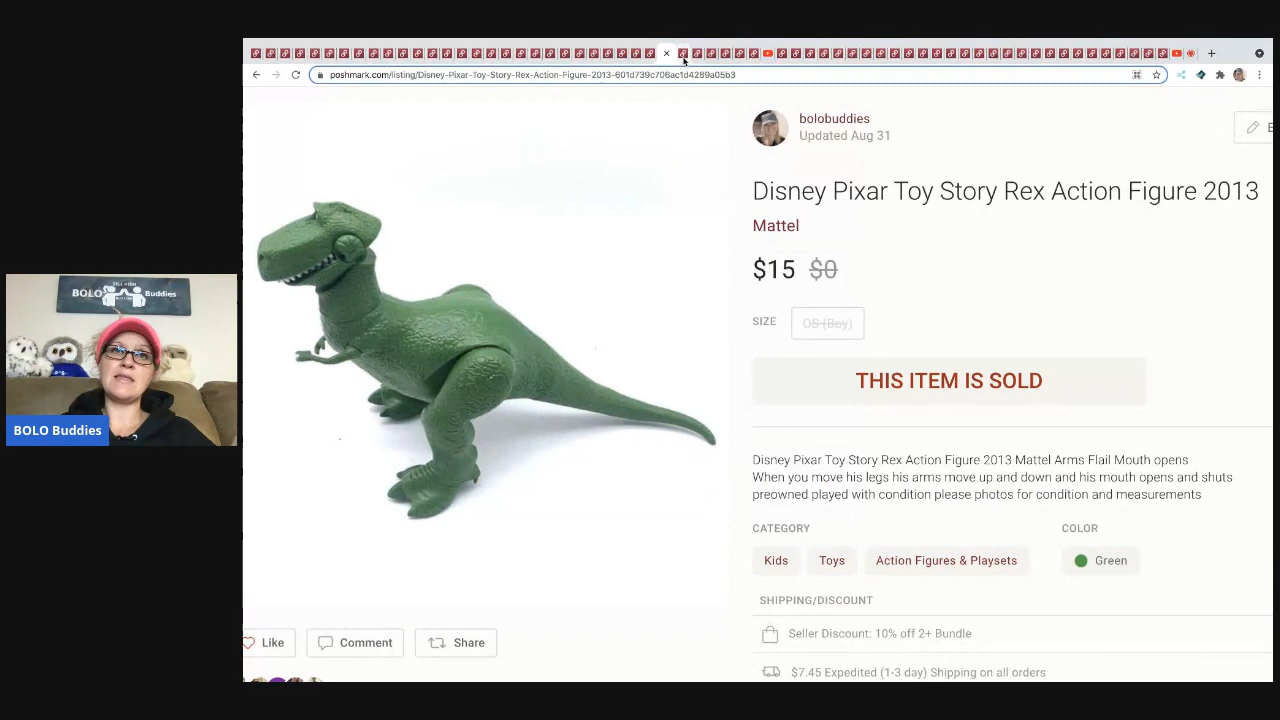 poshmark.com/listing/Disney-Pixar-Toy-Story-Rex-Action-Figure-2013-601d739c706ac1d4289a05b3
bolobuddies
Updated Aug 31
Disney Pixar Toy Story Rex Action Figure 2013
Mattel
$15 $0
SIZE
OS (Boy)
THIS ITEM IS SOLD
Disney Pixar Toy Story Rex Action Figure 2013 Mattel Arms Flail Mouth opens
When you move his legs his arms move up and down and his mouth opens and shuts
preowned played with condition please photos for condition and measurements
CATEGORY
COLOR
Kids
Toys
Action Figures & Playsets
Green
SHIPPING/DISCOUNT
Seller Discount: 10% off 2+ Bundle
$7.45 Expedited (1-3 day) Shipping on all orders
Like
Comment
Share
BOLO Buddies
BOLO Buddies